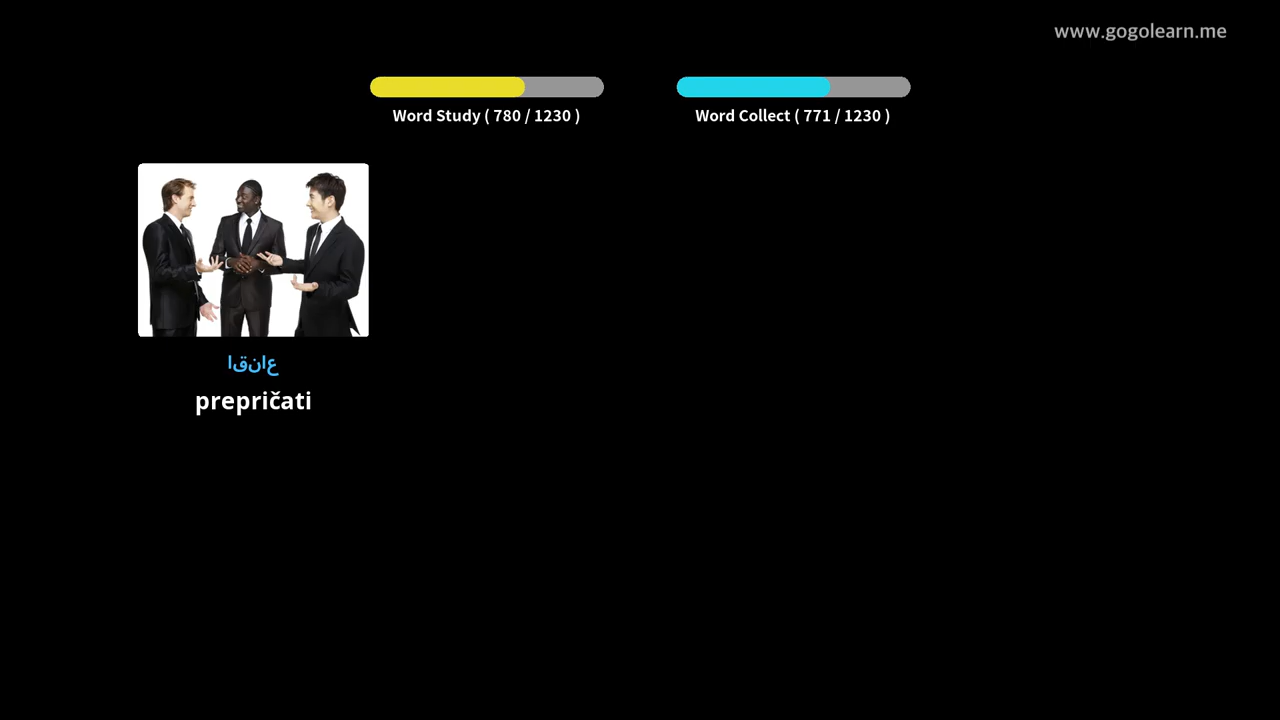 www.gogolearn.me
Word Study ( 780 / 1230 )
Word Collect ( 771 / 1230 )
اقناع
prepričati